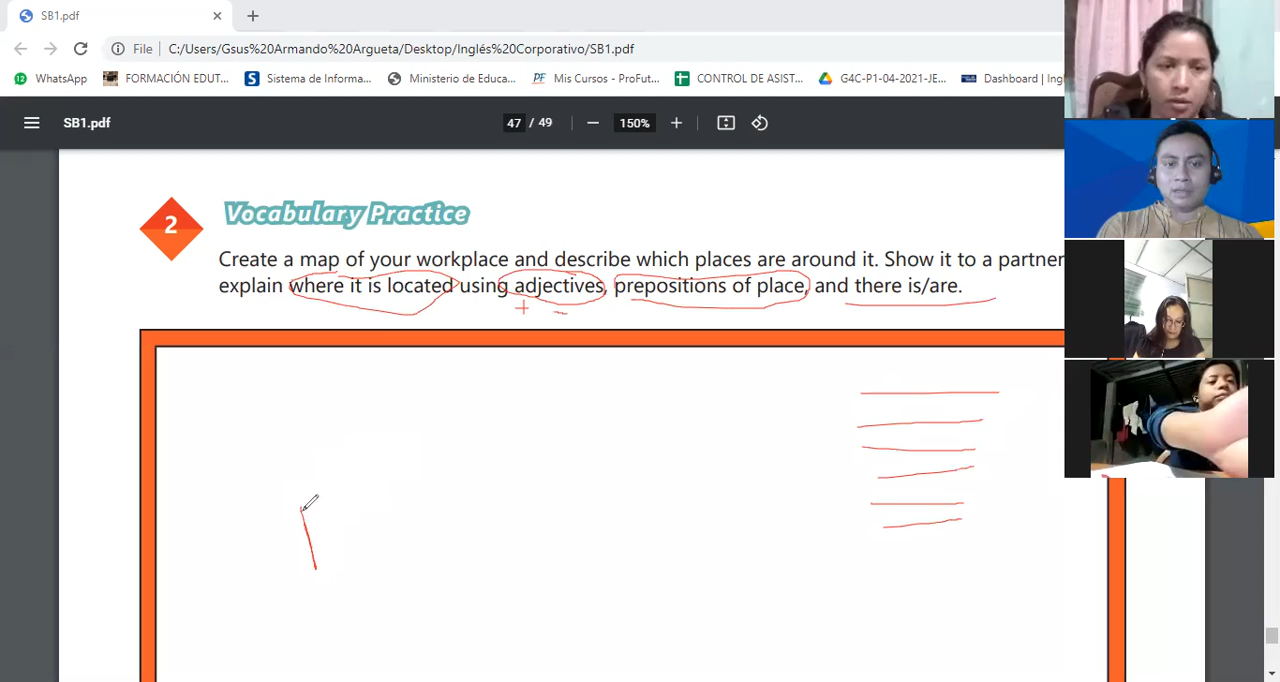 SB1.pdf
File
C:/Users/Gsus%20Armando%20Argueta/Desktop/Inglés%20Corporativo/SB1.pdf
WhatsApp
FORMACIÓN EDUT...
Sistema de Informa...
Ministerio de Educa...
Mis Cursos - ProFut...
CONTROL DE ASIST...
G4C-P1-04-2021-JE...
Dashboard | Ing
SB1.pdf
47 / 49
150%
2
Vocabulary Practice
Create a map of your workplace and describe which places are around it. Show it to a partner
explain where it is located using adjectives, prepositions of place, and there is/are.
+ –